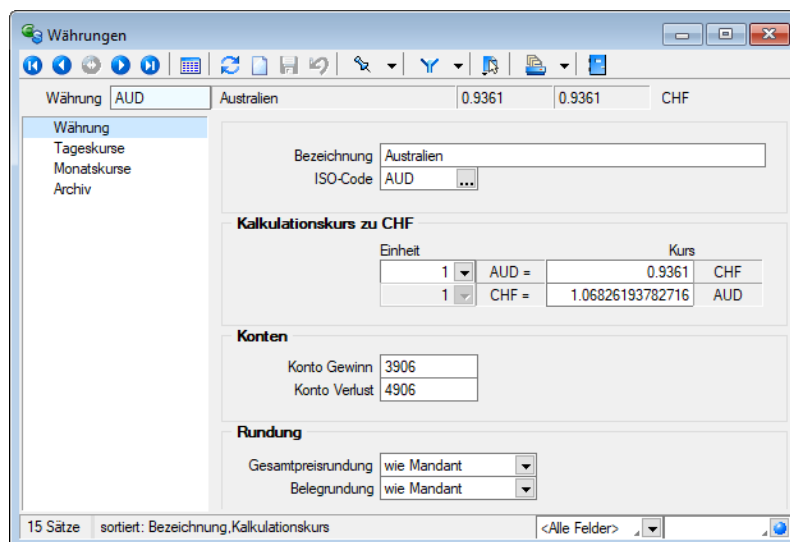 Währungen
Währung AUD Australien 0.9361 0.9361 CHF
Währung
Tageskurse
Monatskurse
Archiv
Bezeichnung Australien
ISO-Code AUD ...
Kalkulationskurs zu CHF
Einheit Kurs
1 AUD = 0.9361 CHF
1 CHF = 1.06826193782716 AUD
Konten
Konto Gewinn 3906
Konto Verlust 4906
Rundung
Gesamtpreisrundung wie Mandant
Belegrundung wie Mandant
15 Sätze sortiert: Bezeichnung,Kalkulationskurs <Alle Felder>